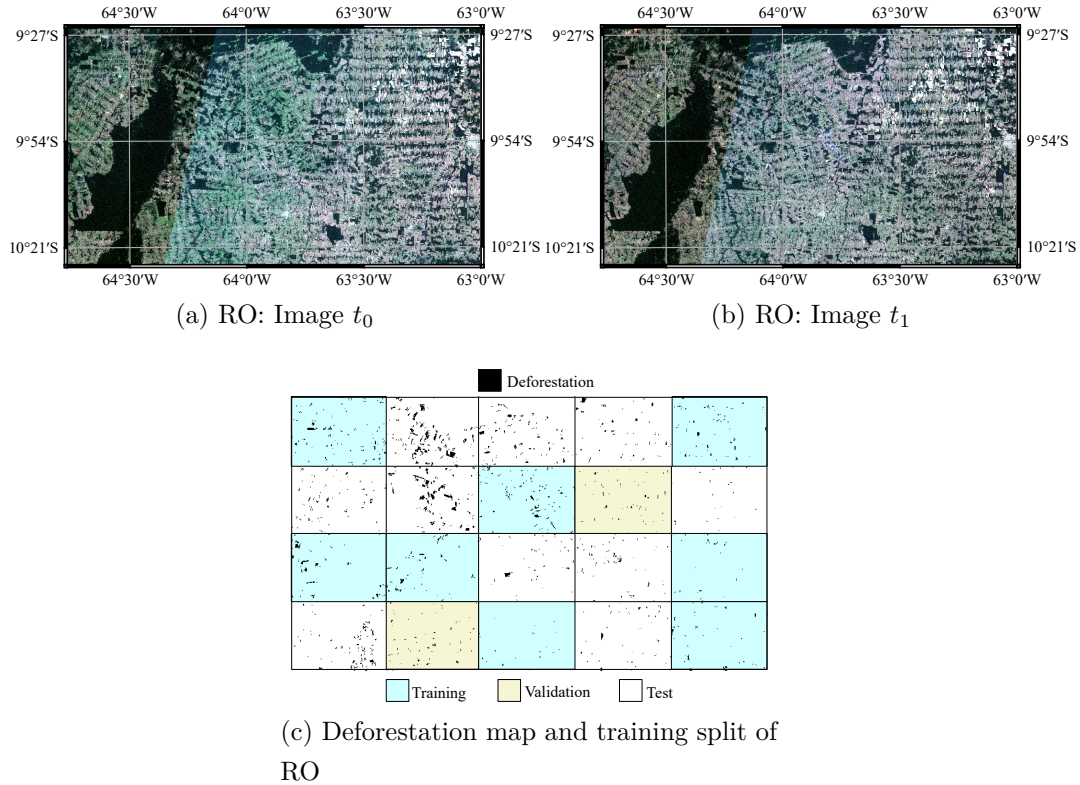 64°30′W 64°0′W 63°30′W 63°0′W
9°27′S 9°27′S
9°54′S 9°54′S
10°21′S 10°21′S
64°30′W 64°0′W 63°30′W 63°0′W
(a) RO: Image t₀
64°30′W 64°0′W 63°30′W 63°0′W
9°27′S 9°27′S
9°54′S 9°54′S
10°21′S 10°21′S
64°30′W 64°0′W 63°30′W 63°0′W
(b) RO: Image t₁
Deforestation
Training Validation Test
(c) Deforestation map and training split of
RO